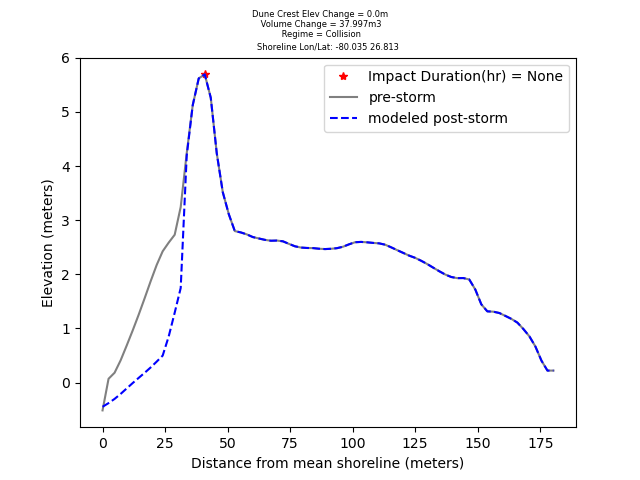 Dune Crest Elev Change = 0.0m
Volume Change = 37.997m3
Regime = Collision
Shoreline Lon/Lat: -80.035 26.813
Impact Duration(hr) = None
pre-storm
modeled post-storm
6
5
4
3
2
1
0
Elevation (meters)
0 25 50 75 100 125 150 175
Distance from mean shoreline (meters)